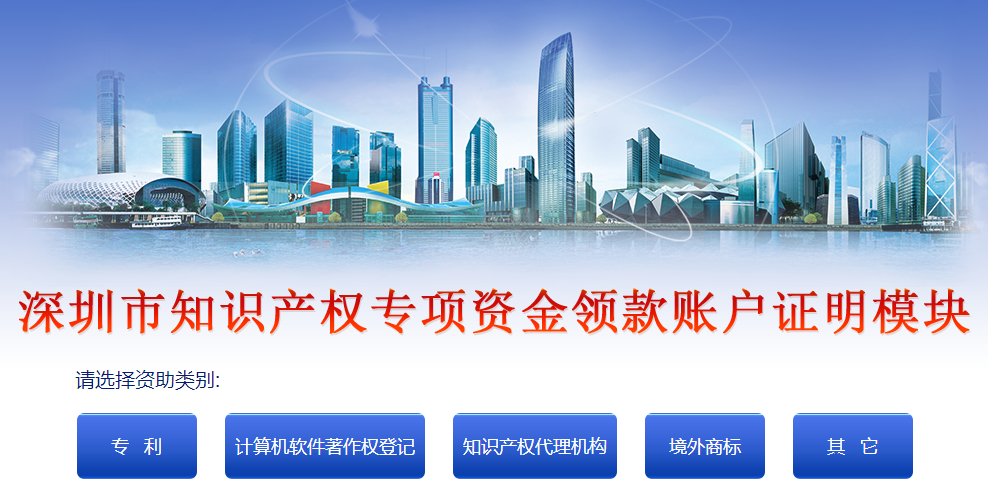 深圳市知识产权专项资金领款账户证明模块
请选择资助类别:
专 利
计算机软件著作权登记
知识产权代理机构
境外商标
其 它